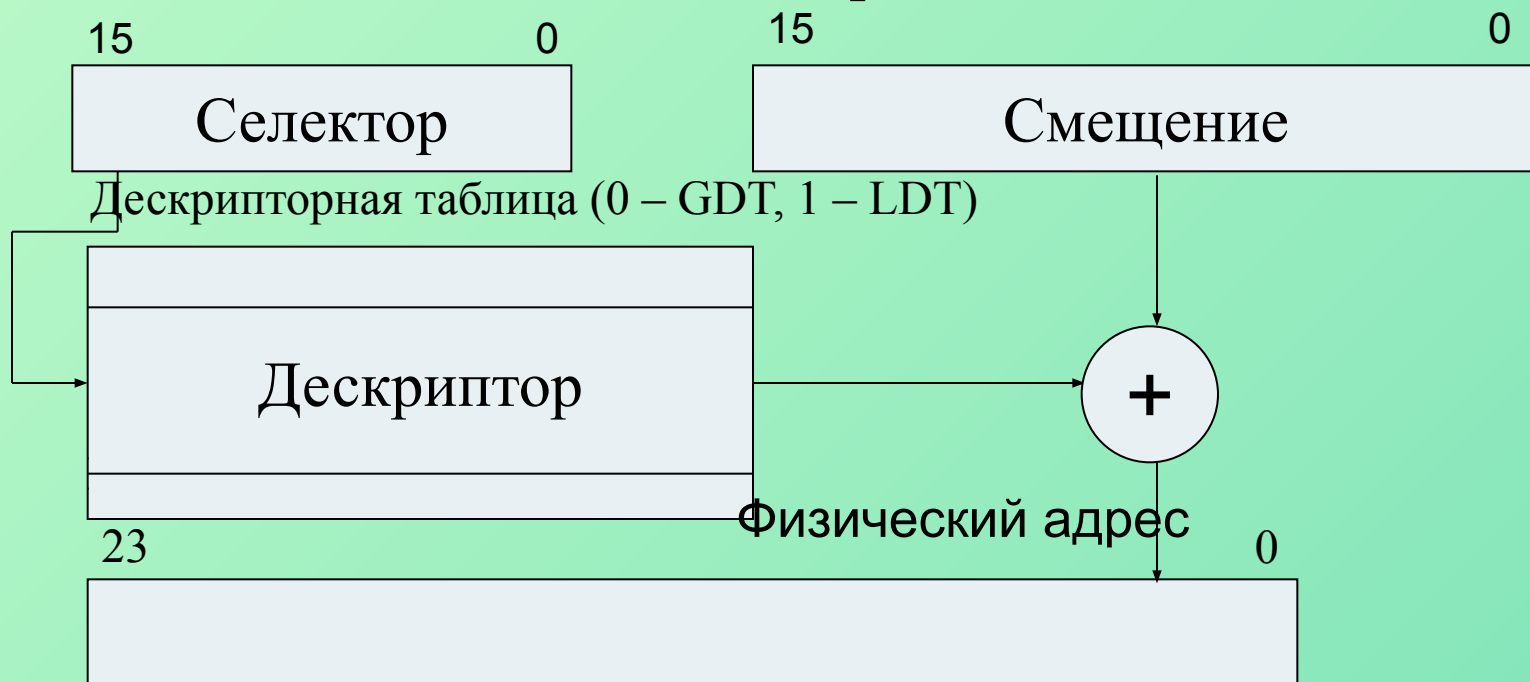 15 0 15 0
Селектор Смещение
Дескрипторная таблица (0 – GDT, 1 – LDT)
Дескриптор +
Физический адрес
23 0